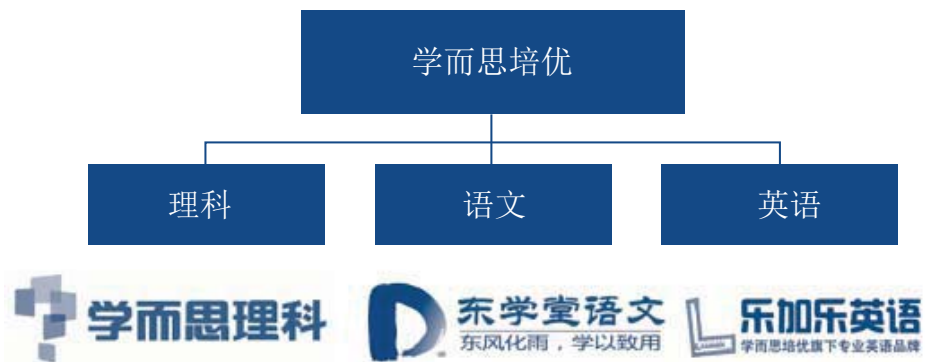 学而思培优
理科
语文
英语
学而思理科
东学堂语文
东风化雨，学以致用
乐加乐英语
学而思培优旗下专业英语品牌